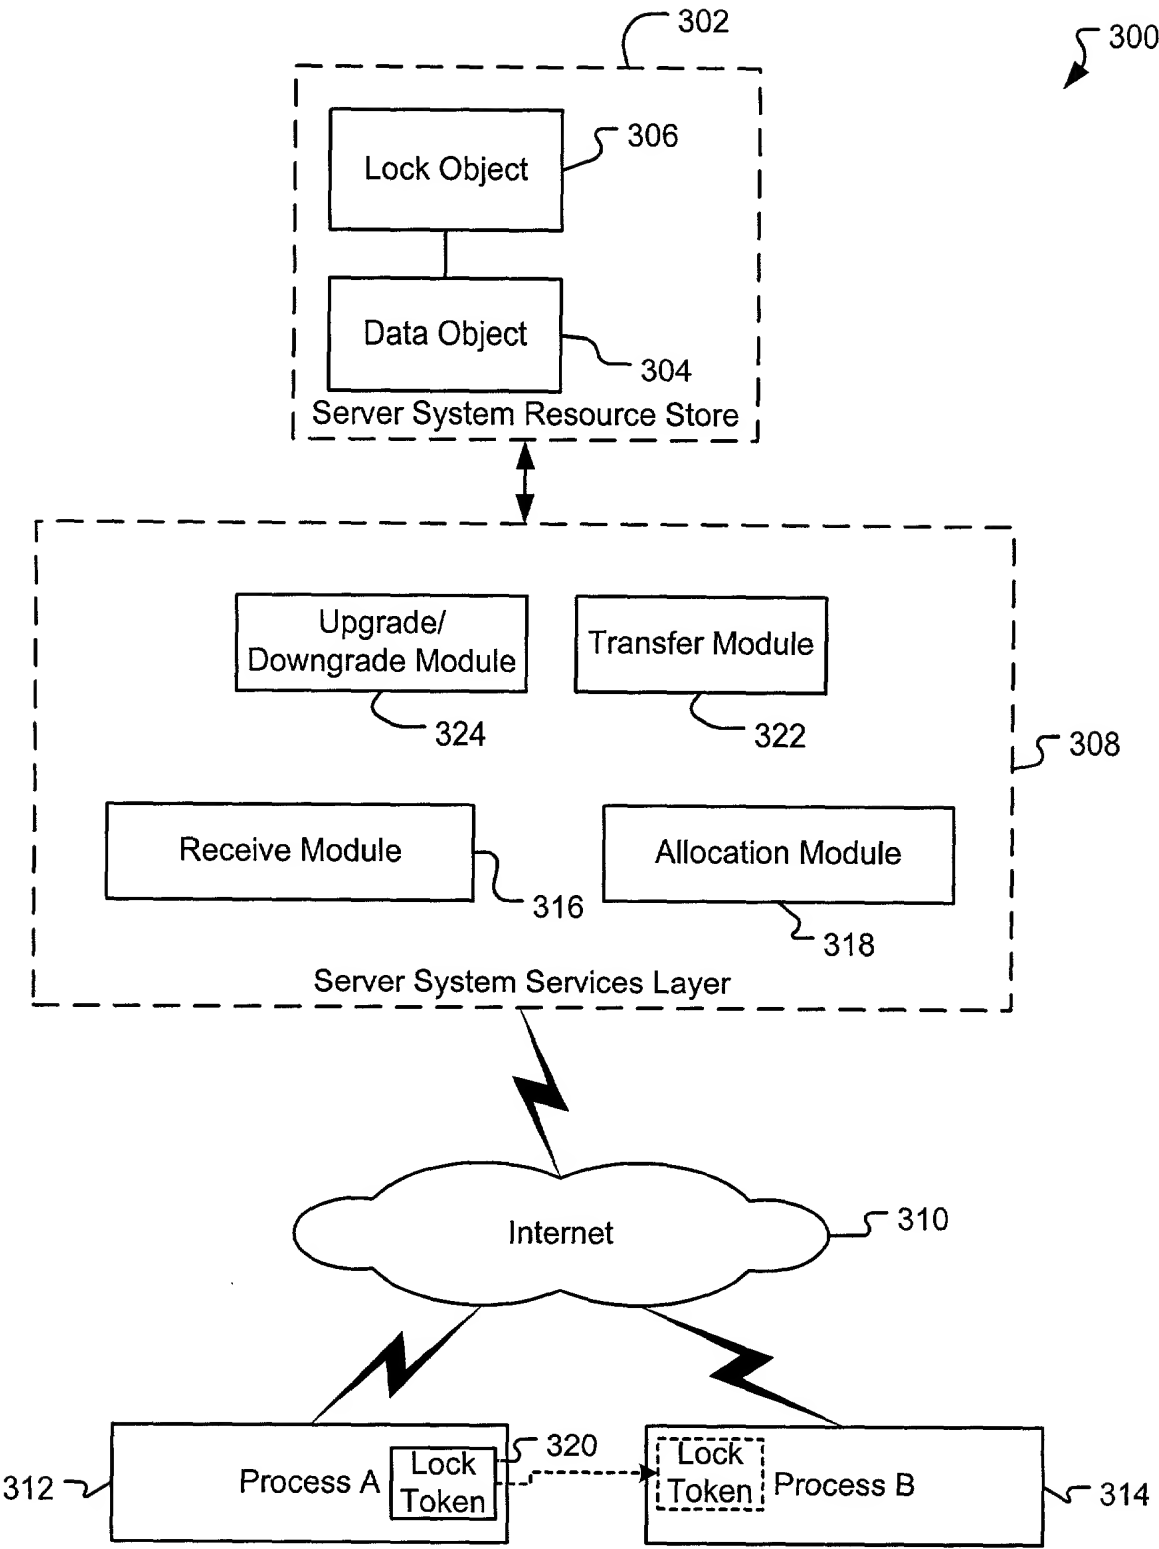 302
300
306
Lock Object
Data Object
304
Server System Resource Store
Upgrade/
Downgrade Module
Transfer Module
324
322
308
Receive Module
Allocation Module
316
318
Server System Services Layer
Internet
310
320
Lock
Token
Process A
312
Lock
Token
Process B
314